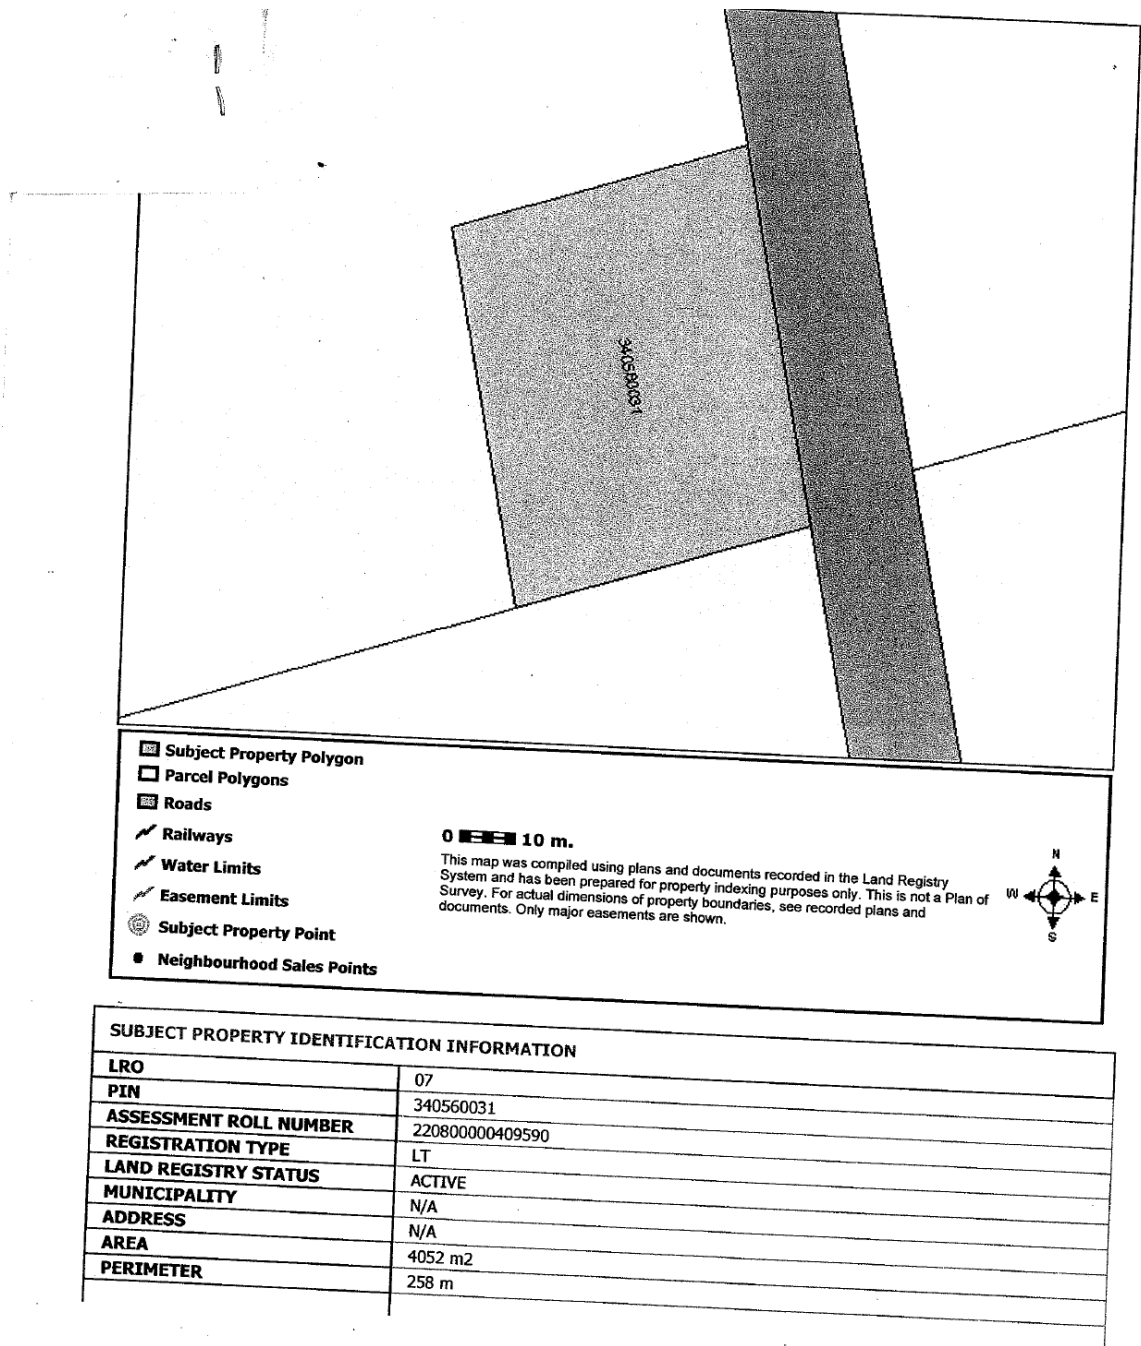 340560031
Subject Property Polygon
Parcel Polygons
Roads
Railways
Water Limits
Easement Limits
Subject Property Point
Neighbourhood Sales Points
0 10 m.
This map was compiled using plans and documents recorded in the Land Registry
System and has been prepared for property indexing purposes only. This is not a Plan of
Survey. For actual dimensions of property boundaries, see recorded plans and
documents. Only major easements are shown.
N
W E
S
SUBJECT PROPERTY IDENTIFICATION INFORMATION
LRO 07
PIN 340560031
ASSESSMENT ROLL NUMBER 220800000409590
REGISTRATION TYPE LT
LAND REGISTRY STATUS ACTIVE
MUNICIPALITY N/A
ADDRESS N/A
AREA 4052 m2
PERIMETER 258 m